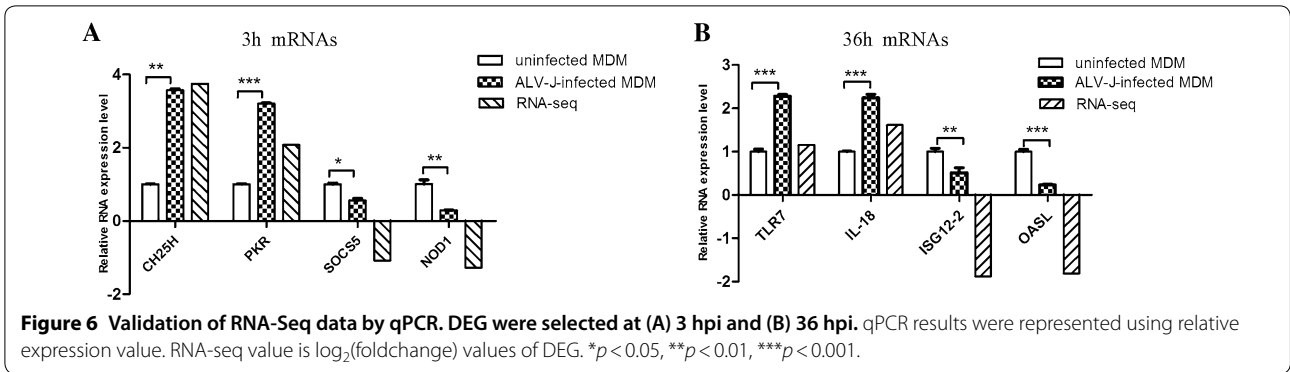 A
3h mRNAs
uninfected MDM
ALV-J-infected MDM
RNA-seq
Relative RNA expression level
4
2
0
-2
**
***
*
**
CH25H
PKR
SOCS5
NOD1
B
36h mRNAs
uninfected MDM
ALV-J-infected MDM
RNA-seq
Relative RNA expression level
3
2
1
0
-1
-2
***
***
**
***
TLR7
IL-18
ISG12-2
OASL
Figure 6 Validation of RNA-Seq data by qPCR. DEG were selected at (A) 3 hpi and (B) 36 hpi. qPCR results were represented using relative
expression value. RNA-seq value is log₂(foldchange) values of DEG. *p < 0.05, **p < 0.01, ***p < 0.001.